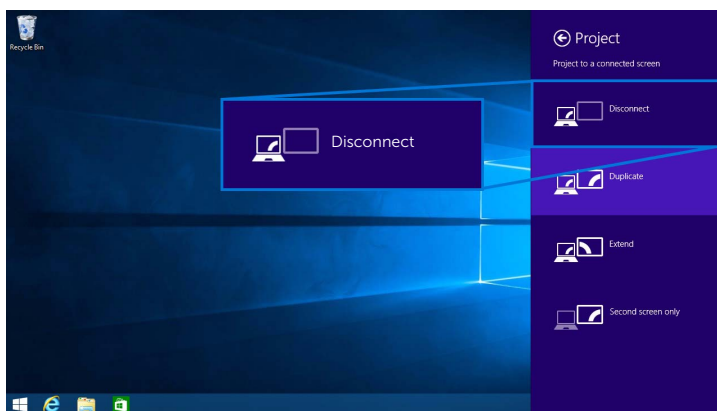 Recycle Bin
Project
Project to a connected screen
Disconnect
Disconnect
Duplicate
Extend
Second screen only